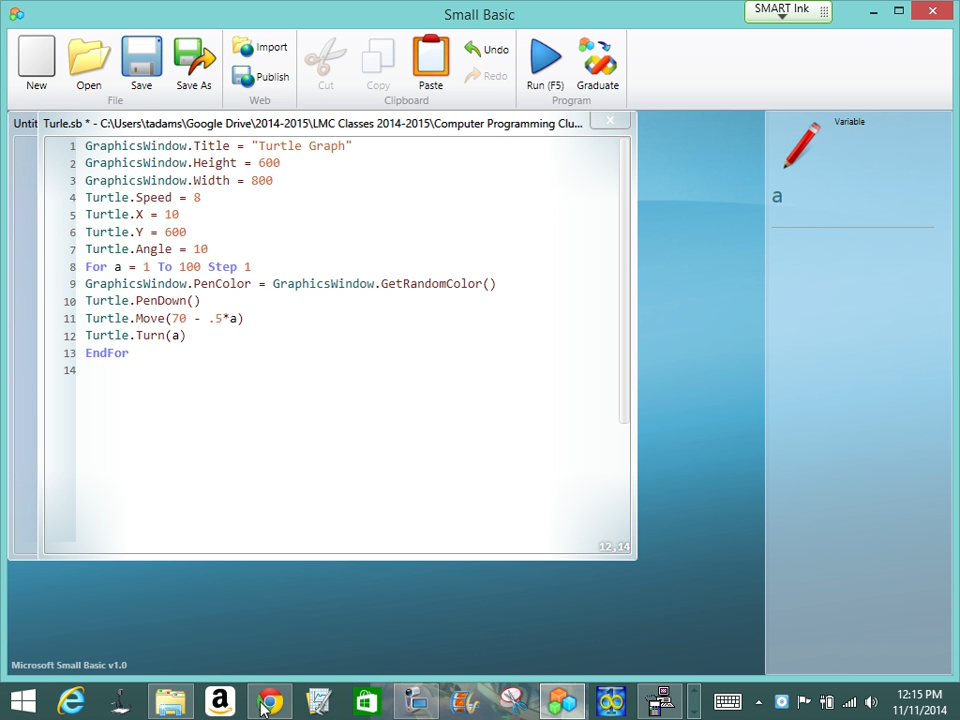 Small Basic
SMART Ink
New
Open
Save
Save As
Import
Publish
Cut
Copy
Paste
Undo
Redo
Run (F5)
Graduate
File
Web
Clipboard
Program
Untit
Turle.sb * - C:\Users\tadams\Google Drive\2014-2015\LMC Classes 2014-2015\Computer Programming Clu...
x
1 GraphicsWindow.Title = "Turtle Graph"
2 GraphicsWindow.Height = 600
3 GraphicsWindow.Width = 800
4 Turtle.Speed = 8
5 Turtle.X = 10
6 Turtle.Y = 600
7 Turtle.Angle = 10
8 For a = 1 To 100 Step 1
9 GraphicsWindow.PenColor = GraphicsWindow.GetRandomColor()
10 Turtle.PenDown()
11 Turtle.Move(70 - .5*a)
12 Turtle.Turn(a)
13 EndFor
14
12,14
Variable
a
Microsoft Small Basic v1.0
12:15 PM
11/11/2014